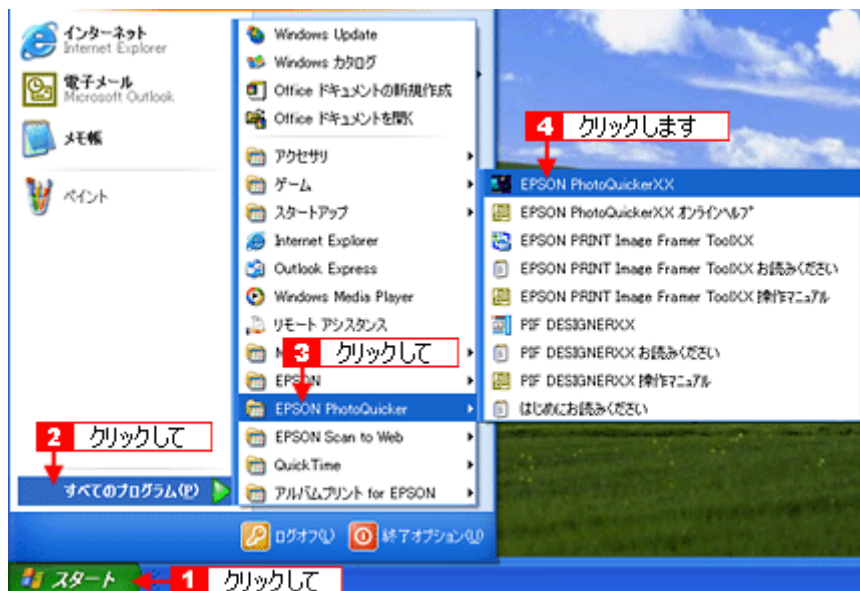 インターネット
Internet Explorer
電子メール
Microsoft Outlook
メモ帳
ペイント
2 クリックして
すべてのプログラム(P)
Windows Update
Windows カタログ
Office ドキュメントの新規作成
Office ドキュメントを開く
アクセサリ
ゲーム
スタートアップ
Internet Explorer
Outlook Express
Windows Media Player
リモート アシスタンス
3 クリックして
EPSON
EPSON PhotoQuicker
EPSON Scan to Web
QuickTime
アルバムプリント for EPSON
4 クリックします
EPSON PhotoQuickerXX
EPSON PhotoQuickerXX オンラインヘルプ
EPSON PRINT Image Framer ToolXX
EPSON PRINT Image Framer ToolXX お読みください
EPSON PRINT Image Framer ToolXX 操作マニュアル
PIF DESIGNERXX
PIF DESIGNERXX お読みください
PIF DESIGNERXX 操作マニュアル
はじめにお読みください
ログオフ(L) 終了オプション(U)
スタート 1 クリックして